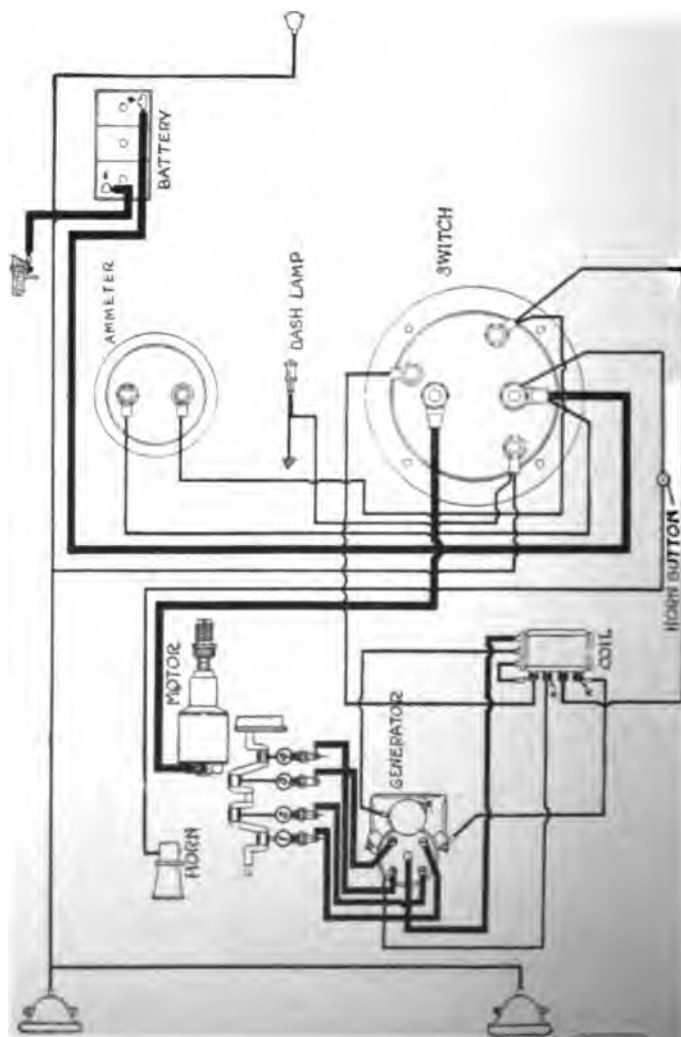 BATTERY
AMMETER
DASH LAMP
SWITCH
HORN BUTTON
MOTOR
COIL
GENERATOR
HORN